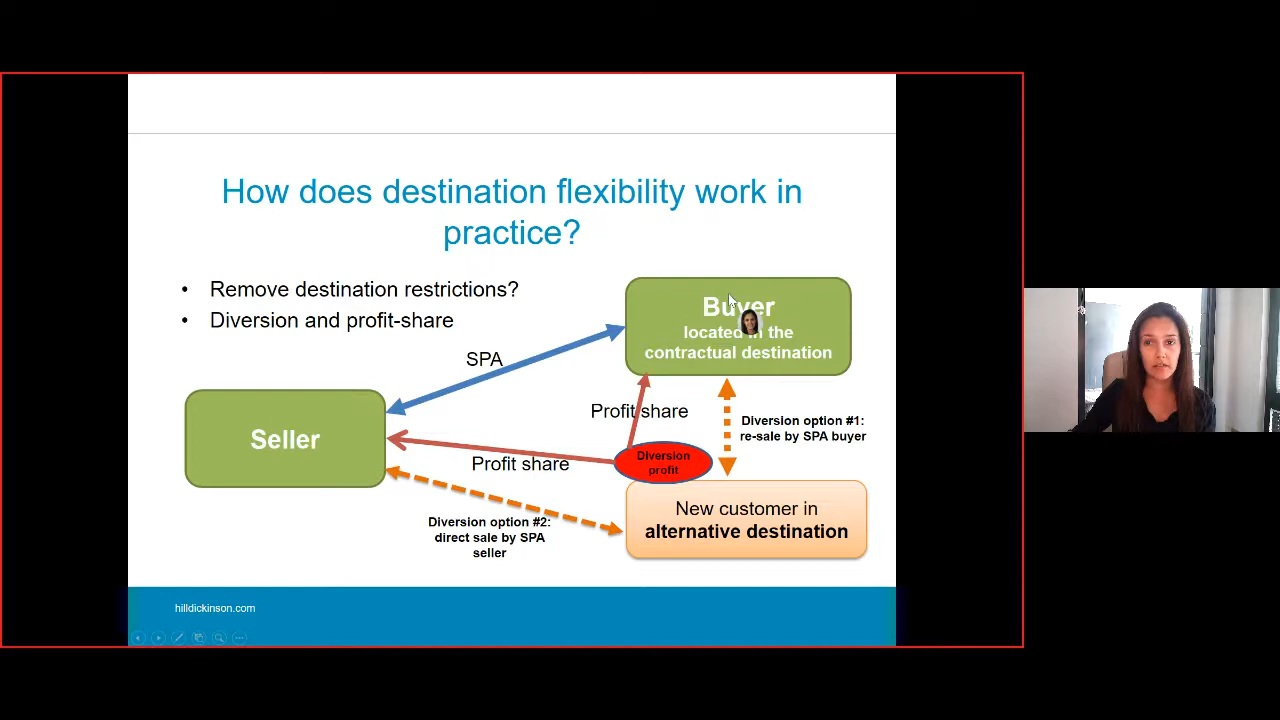 How does destination flexibility work in
practice?
• Remove destination restrictions?
• Diversion and profit-share
Buyer
located in the
contractual destination
SPA
Seller
Profit share
Diversion option #1:
re-sale by SPA buyer
Profit share
Diversion
profit
New customer in
alternative destination
Diversion option #2:
direct sale by SPA
seller
hilldickinson.com